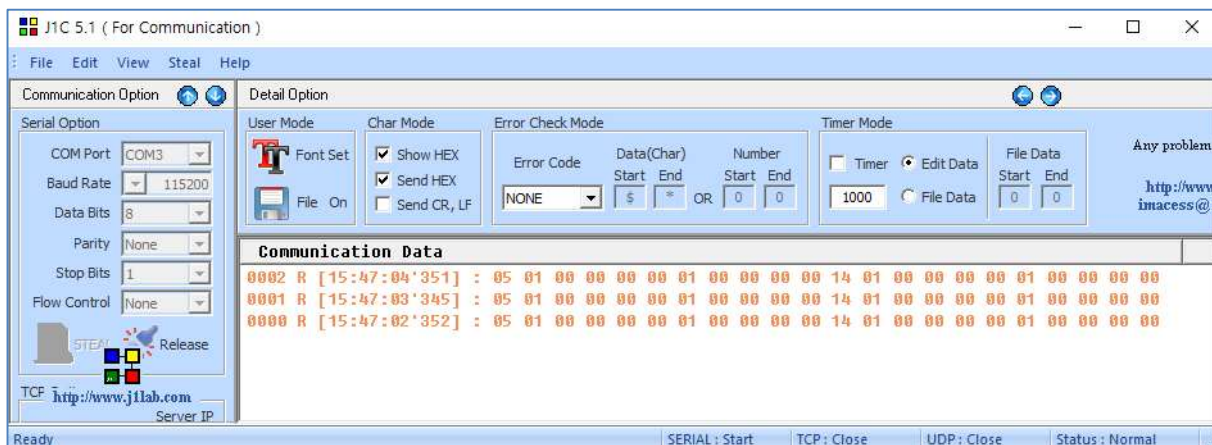 J1C 5.1 ( For Communication )
File Edit View Steal Help
Communication Option
Detail Option
Serial Option
COM Port COM3
Baud Rate 115200
Data Bits 8
Parity None
Stop Bits 1
Flow Control None
STEAL Release
http://www.j1lab.com
Server IP
User Mode
Font Set
File On
Char Mode
Show HEX
Send HEX
Send CR, LF
Error Check Mode
Error Code
NONE
Data(Char)
Start End
$ *
OR
Number
Start End
0 0
Timer Mode
Timer
1000
Edit Data
File Data
File Data
Start End
0 0
Any problem
http://www
imacess@
Communication Data
0002 R [15:47:04'351] : 05 01 00 00 00 00 01 00 00 00 00 14 01 00 00 00 00 01 00 00 00 00
0001 R [15:47:03'345] : 05 01 00 00 00 00 01 00 00 00 00 14 01 00 00 00 00 01 00 00 00 00
0000 R [15:47:02'352] : 05 01 00 00 00 00 01 00 00 00 00 14 01 00 00 00 00 01 00 00 00 00
Ready
SERIAL : Start
TCP : Close
UDP : Close
Status : Normal